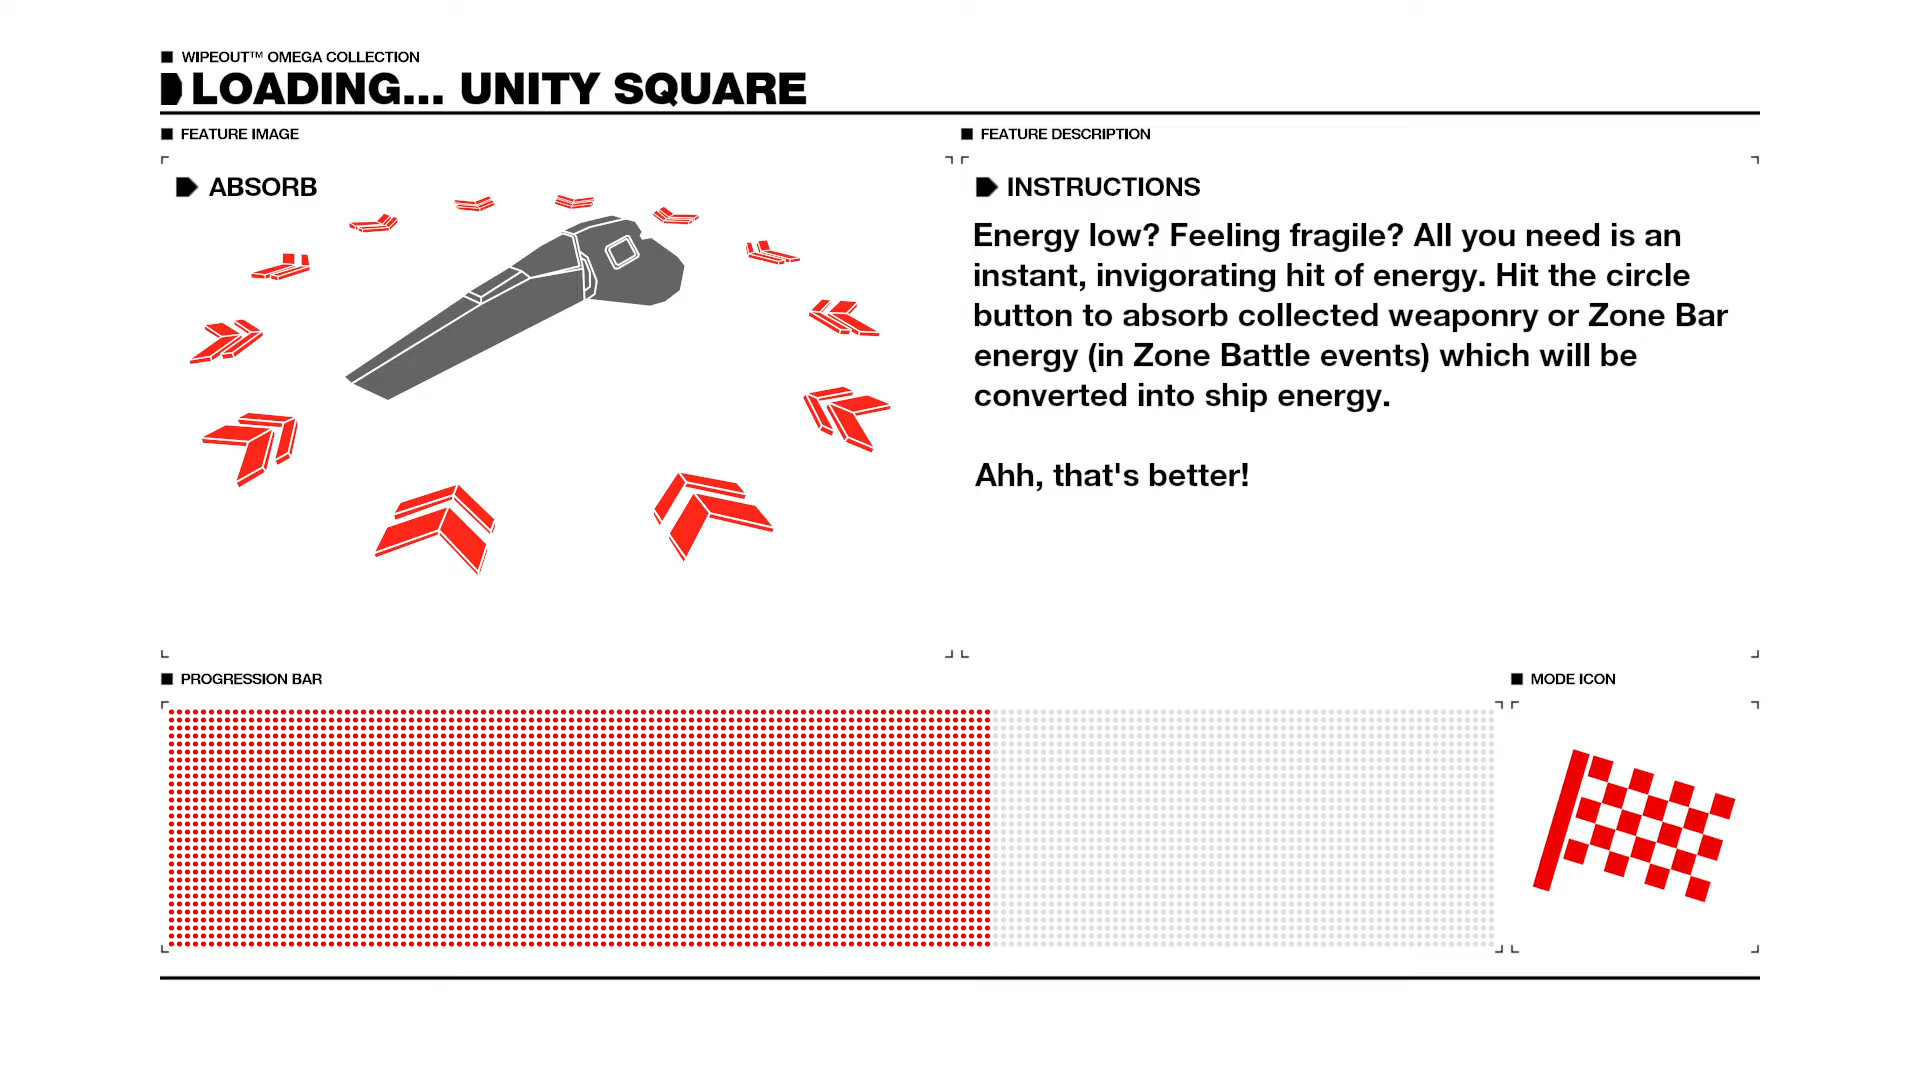 WIPEOUT™ OMEGA COLLECTION
LOADING... UNITY SQUARE
FEATURE IMAGE
ABSORB
FEATURE DESCRIPTION
INSTRUCTIONS
Energy low? Feeling fragile? All you need is an
instant, invigorating hit of energy. Hit the circle
button to absorb collected weaponry or Zone Bar
energy (in Zone Battle events) which will be
converted into ship energy.
Ahh, that's better!
PROGRESSION BAR
MODE ICON